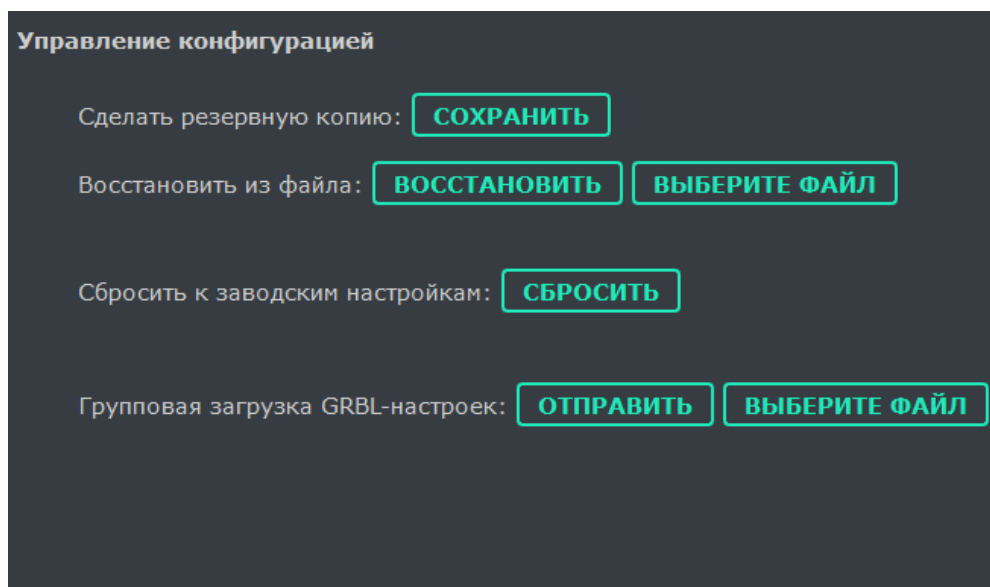 Управление конфигурацией
Сделать резервную копию: СОХРАНИТЬ
Восстановить из файла: ВОССТАНОВИТЬ ВЫБЕРИТЕ ФАЙЛ
Сбросить к заводским настройкам: СБРОСИТЬ
Групповая загрузка GRBL-настроек: ОТПРАВИТЬ ВЫБЕРИТЕ ФАЙЛ